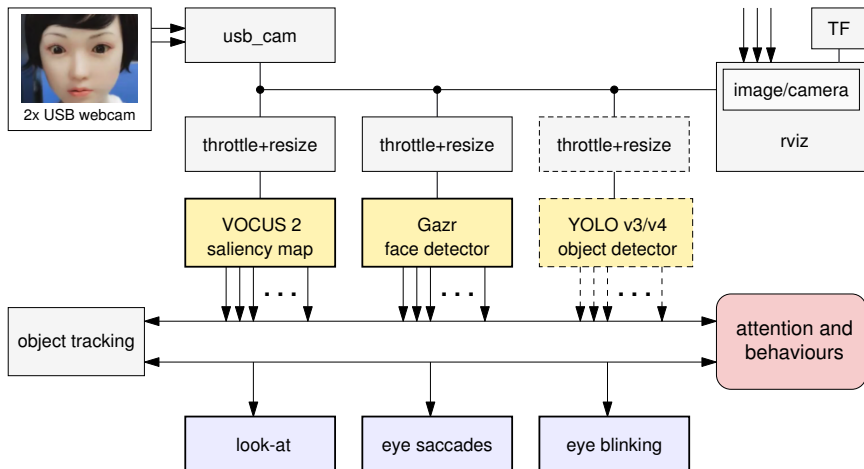 usb_cam
TF
2x USB webcam
image/camera
rviz
throttle+resize
throttle+resize
throttle+resize
VOCUS 2
saliency map
Gazr
face detector
YOLO v3/v4
object detector
. . .
. . .
. . .
object tracking
attention and
behaviours
look-at
eye saccades
eye blinking